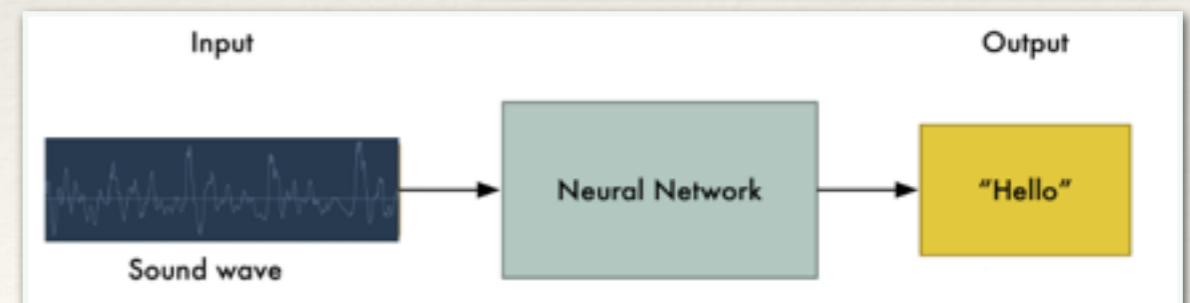 Input
Output
Neural Network
“Hello”
Sound wave